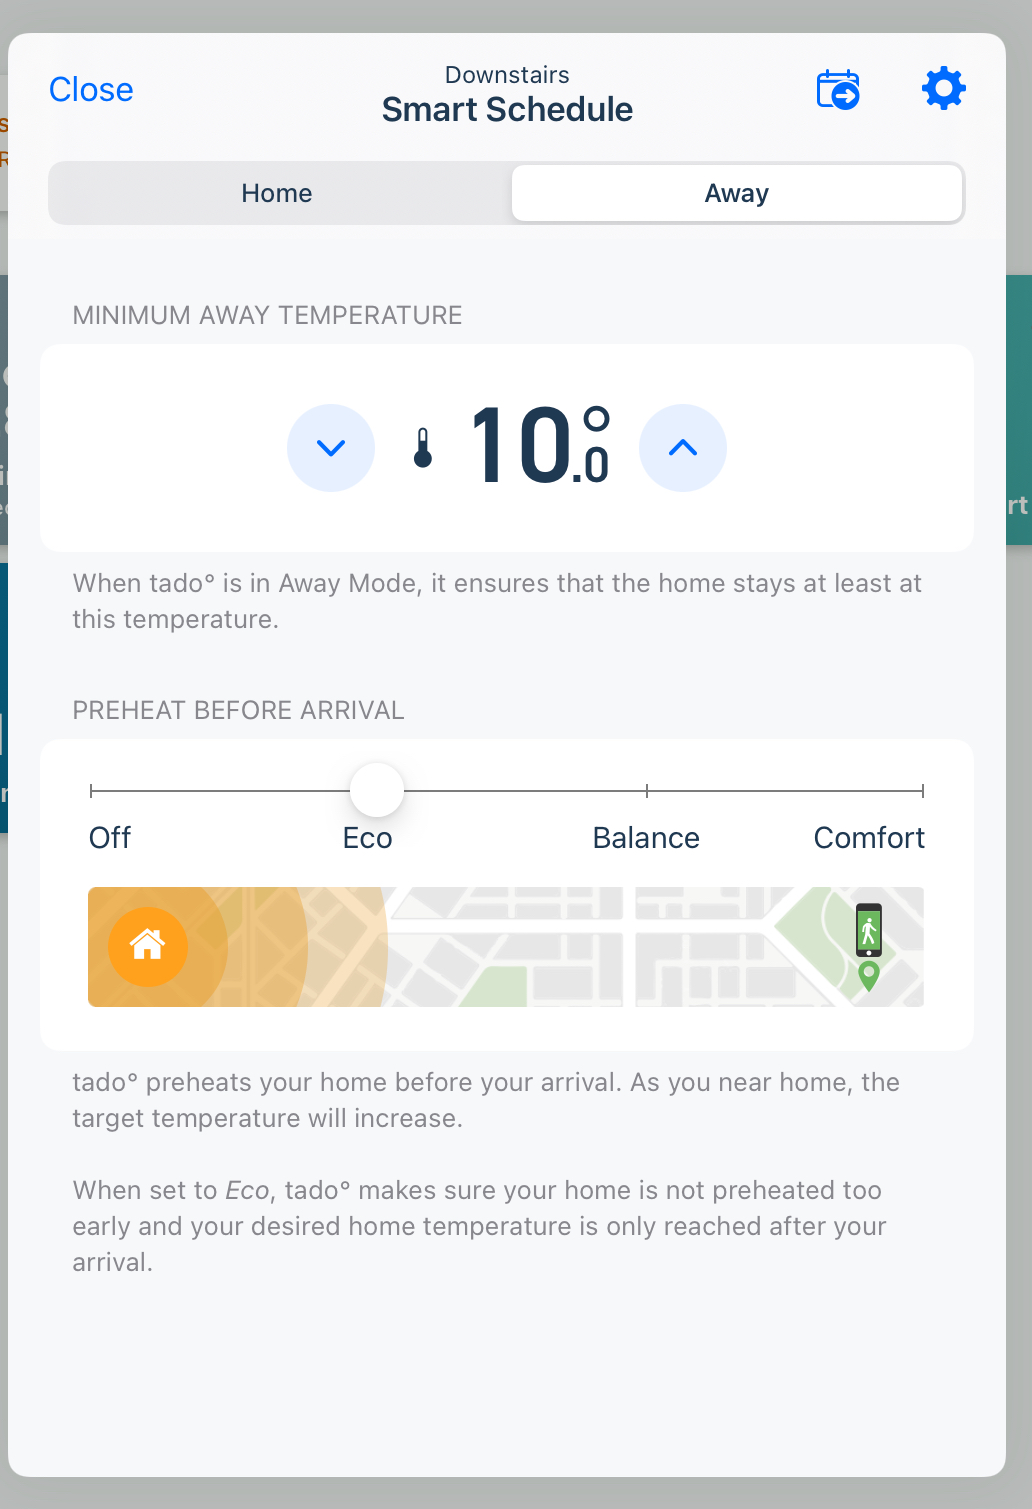 Close
Downstairs
Smart Schedule
Home
Away
MINIMUM AWAY TEMPERATURE
10.0°
When tado° is in Away Mode, it ensures that the home stays at least at
this temperature.
PREHEAT BEFORE ARRIVAL
Off
Eco
Balance
Comfort
tado° preheats your home before your arrival. As you near home, the
target temperature will increase.
When set to Eco, tado° makes sure your home is not preheated too
early and your desired home temperature is only reached after your
arrival.
rt